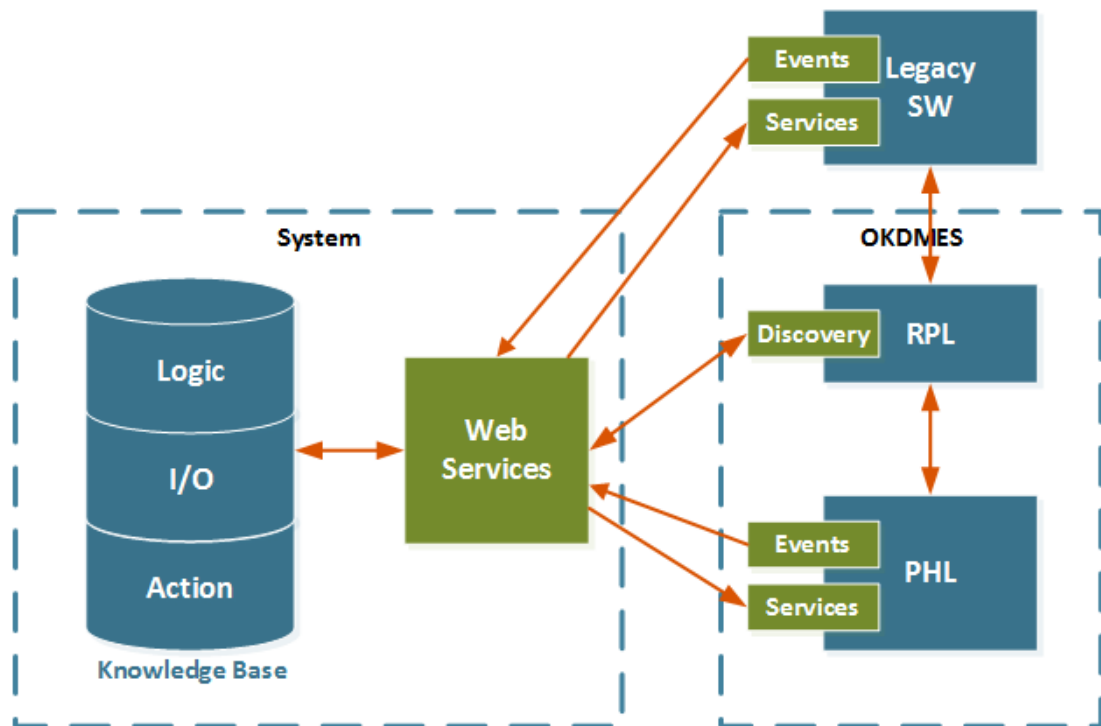 Events
Legacy
SW
Services
System
OKDMES
Discovery
RPL
Logic
Web
Services
I/O
Events
PHL
Action
Services
Knowledge Base